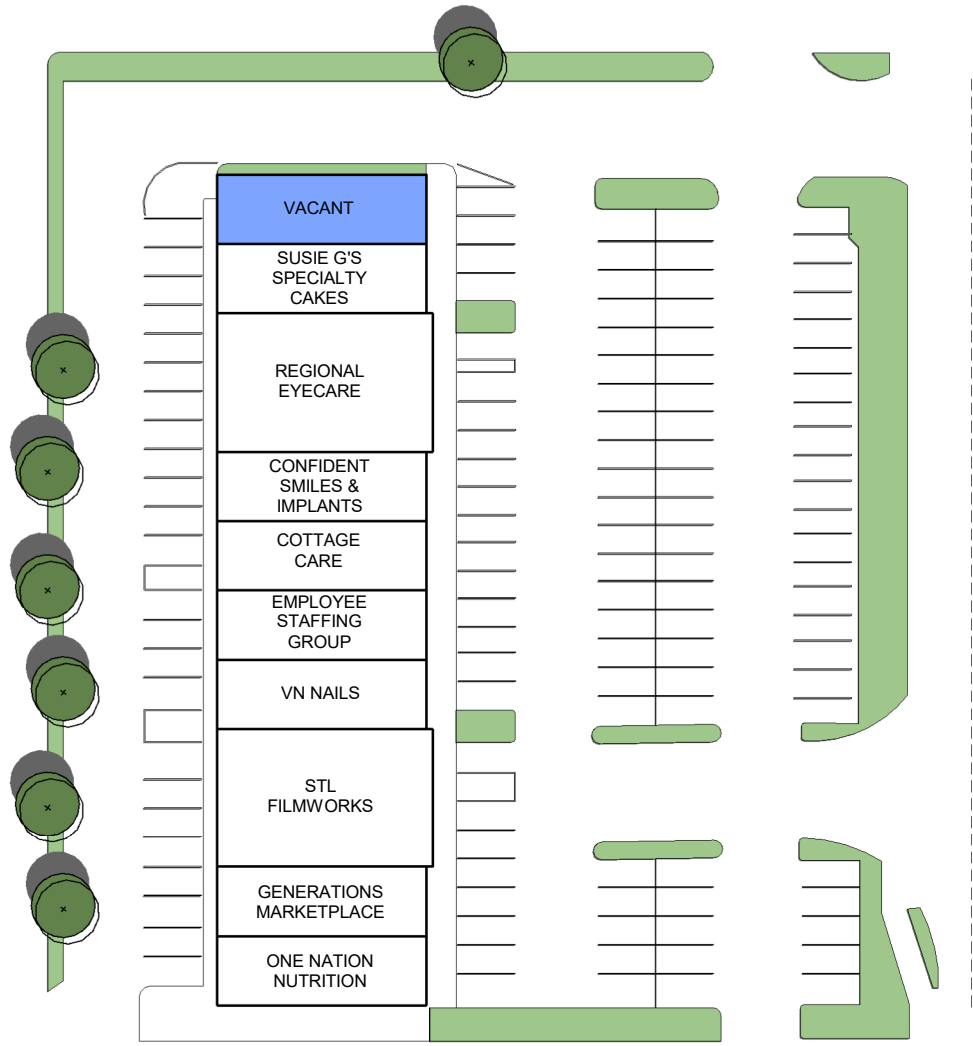 VACANT
SUSIE G'S
SPECIALTY
CAKES
REGIONAL
EYECARE
CONFIDENT
SMILES &
IMPLANTS
COTTAGE
CARE
EMPLOYEE
STAFFING
GROUP
VN NAILS
STL
FILMWORKS
GENERATIONS
MARKETPLACE
ONE NATION
NUTRITION